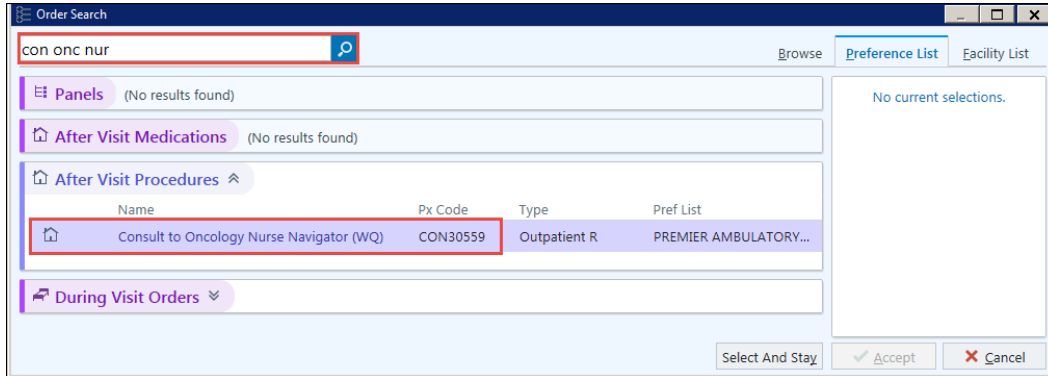 Order Search
con onc nur
Browse Preference List Facility List
Panels (No results found)
No current selections.
After Visit Medications (No results found)
After Visit Procedures
Name Px Code Type Pref List
Consult to Oncology Nurse Navigator (WQ) CON30559 Outpatient R PREMIER AMBULATORY...
During Visit Orders
Select And Stay Accept Cancel